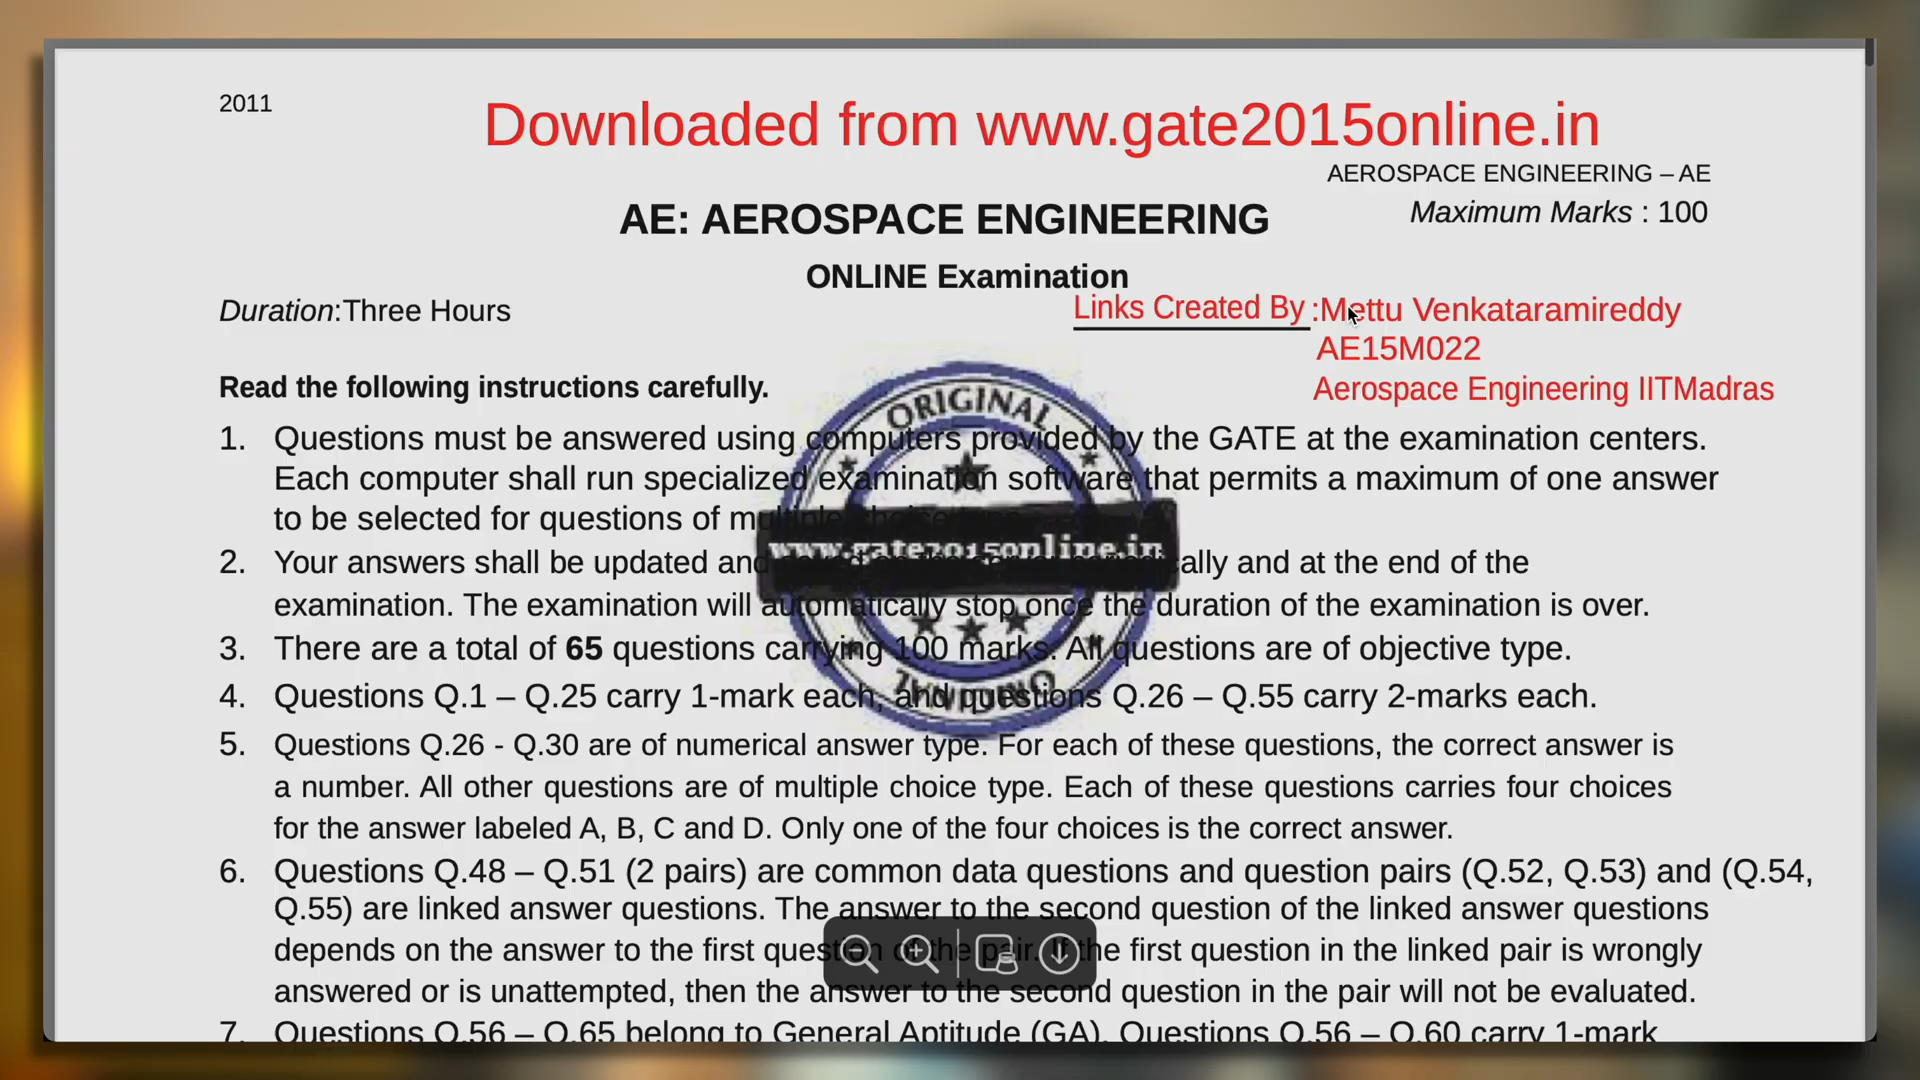 2011
Downloaded from www.gate2015online.in
AEROSPACE ENGINEERING – AE
AE: AEROSPACE ENGINEERING
Maximum Marks : 100
ONLINE Examination
Duration:Three Hours
Links Created By :Mettu Venkataramireddy
AE15M022
Aerospace Engineering IITMadras
Read the following instructions carefully.
ORIGINAL
1. Questions must be answered using computers provided by the GATE at the examination centers.
Each computer shall run specialized examination software that permits a maximum of one answer
to be selected for questions of multiple choice
www.gate2015online.in
2. Your answers shall be updated and and at the end of the
examination. The examination will automatically stop once the duration of the examination is over.
3. There are a total of 65 questions carrying 100 marks. All questions are of objective type.
ORIGINAL
4. Questions Q.1 – Q.25 carry 1-mark each, and questions Q.26 – Q.55 carry 2-marks each.
5. Questions Q.26 - Q.30 are of numerical answer type. For each of these questions, the correct answer is
a number. All other questions are of multiple choice type. Each of these questions carries four choices
for the answer labeled A, B, C and D. Only one of the four choices is the correct answer.
6. Questions Q.48 – Q.51 (2 pairs) are common data questions and question pairs (Q.52, Q.53) and (Q.54,
Q.55) are linked answer questions. The answer to the second question of the linked answer questions
depends on the answer to the first question of the pair. If the first question in the linked pair is wrongly
answered or is unattempted, then the answer to the second question in the pair will not be evaluated.
7. Questions Q.56 – Q.65 belong to General Aptitude (GA). Questions Q.56 – Q.60 carry 1-mark